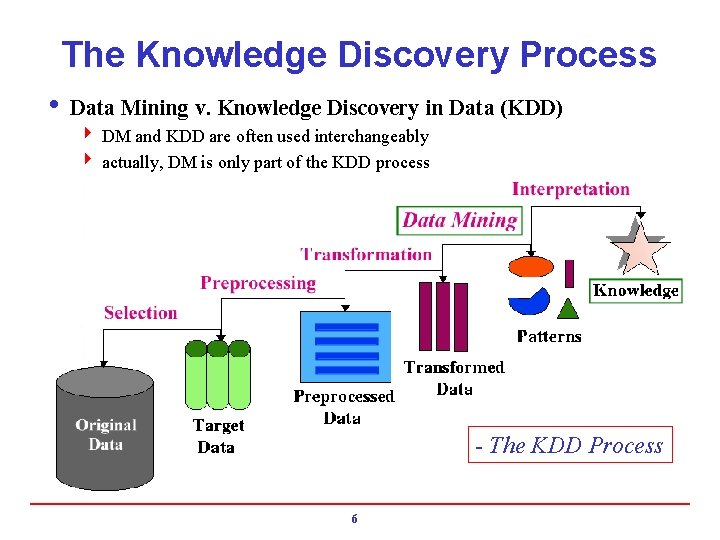 The Knowledge Discovery Process
• Data Mining v. Knowledge Discovery in Data (KDD)
DM and KDD are often used interchangeably
actually, DM is only part of the KDD process
Interpretation
Data Mining
Transformation
Preprocessing
Knowledge
Selection
Patterns
Transformed
Data
Preprocessed
Data
Original
Data
Target
Data
- The KDD Process
6